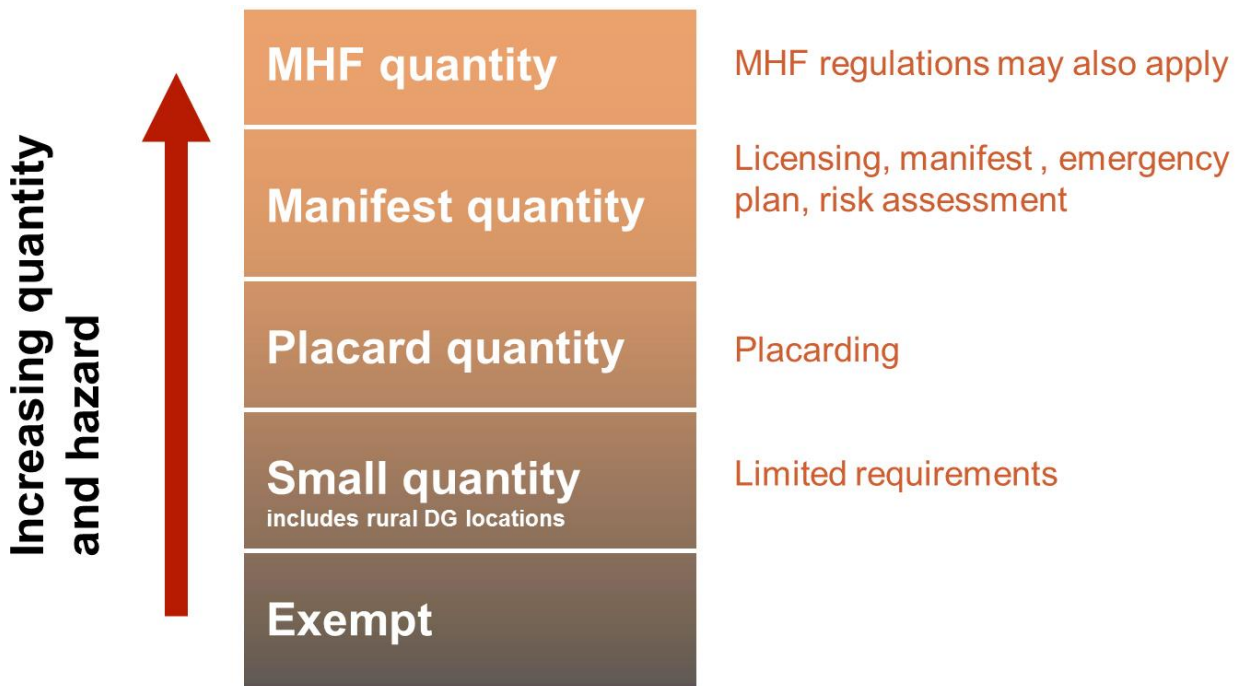 Increasing quantity
and hazard
MHF quantity
MHF regulations may also apply
Manifest quantity
Licensing, manifest , emergency
plan, risk assessment
Placard quantity
Placarding
Small quantity
includes rural DG locations
Limited requirements
Exempt